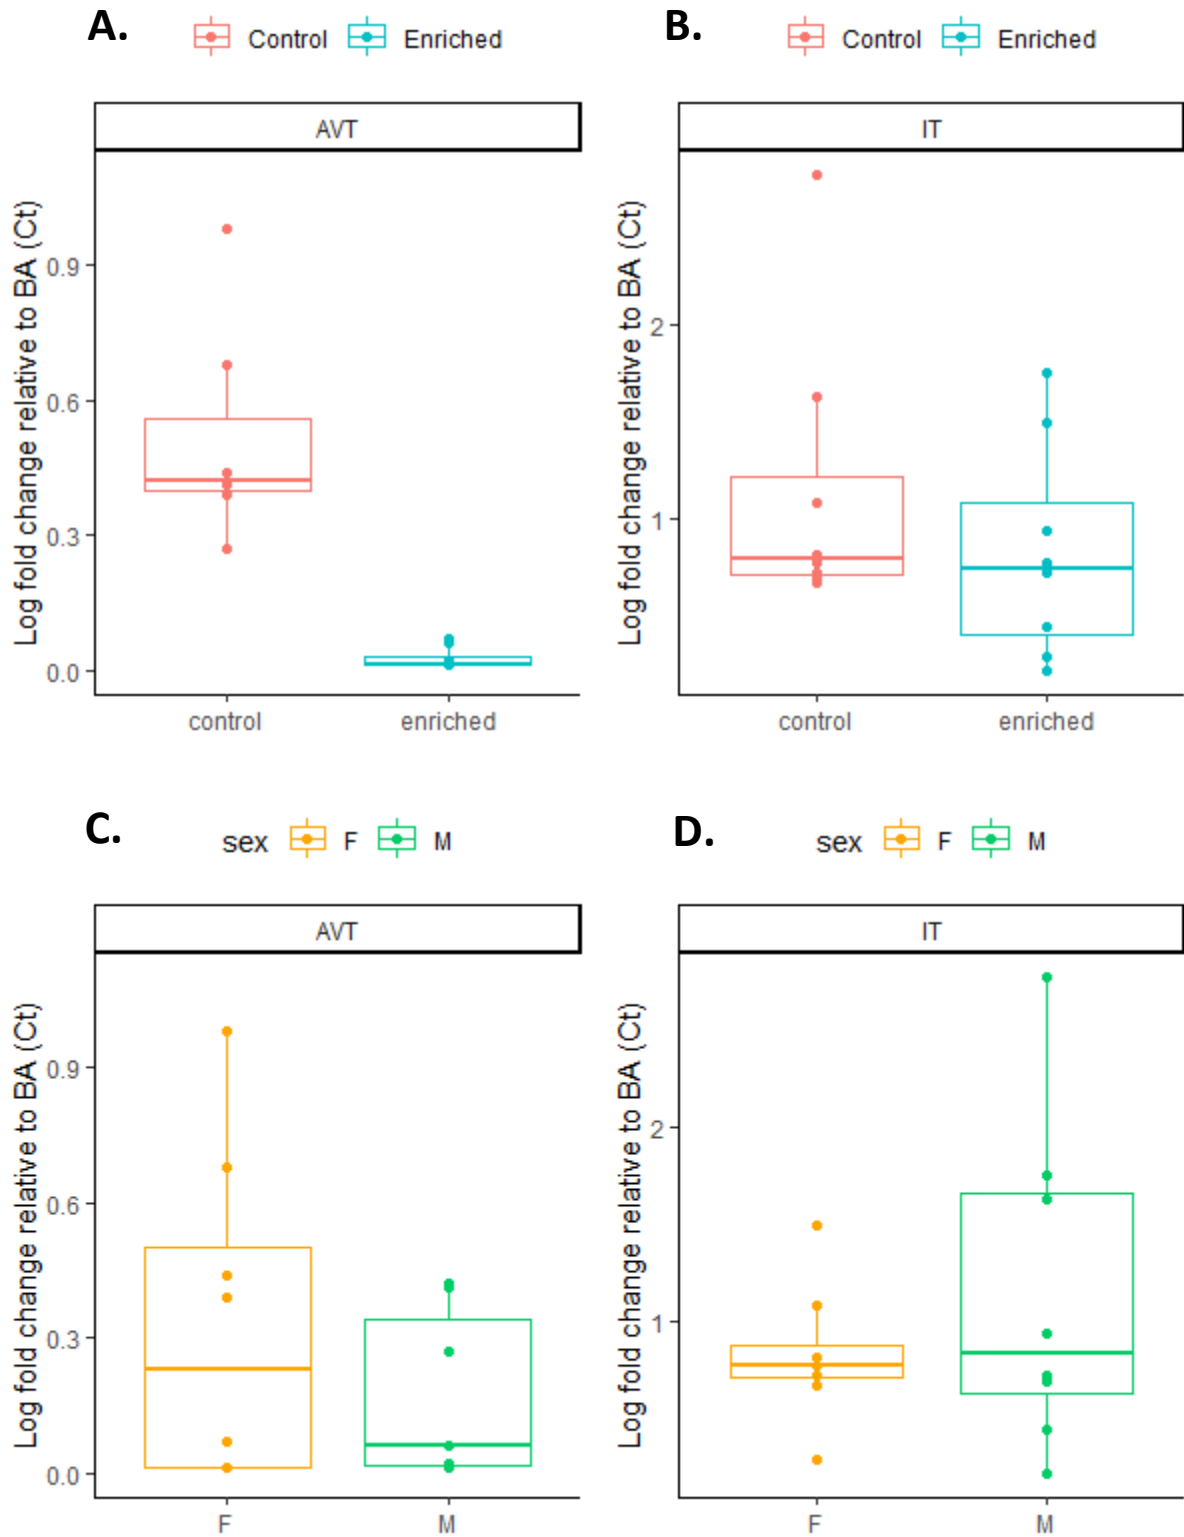 A.
Control Enriched
AVT
Log fold change relative to BA (Ct)
0.9
0.6
0.3
0.0
control enriched
B.
Control Enriched
IT
Log fold change relative to BA (Ct)
2
1
control enriched
C.
sex F M
AVT
Log fold change relative to BA (Ct)
0.9
0.6
0.3
0.0
F M
D.
sex F M
IT
Log fold change relative to BA (Ct)
2
1
F M